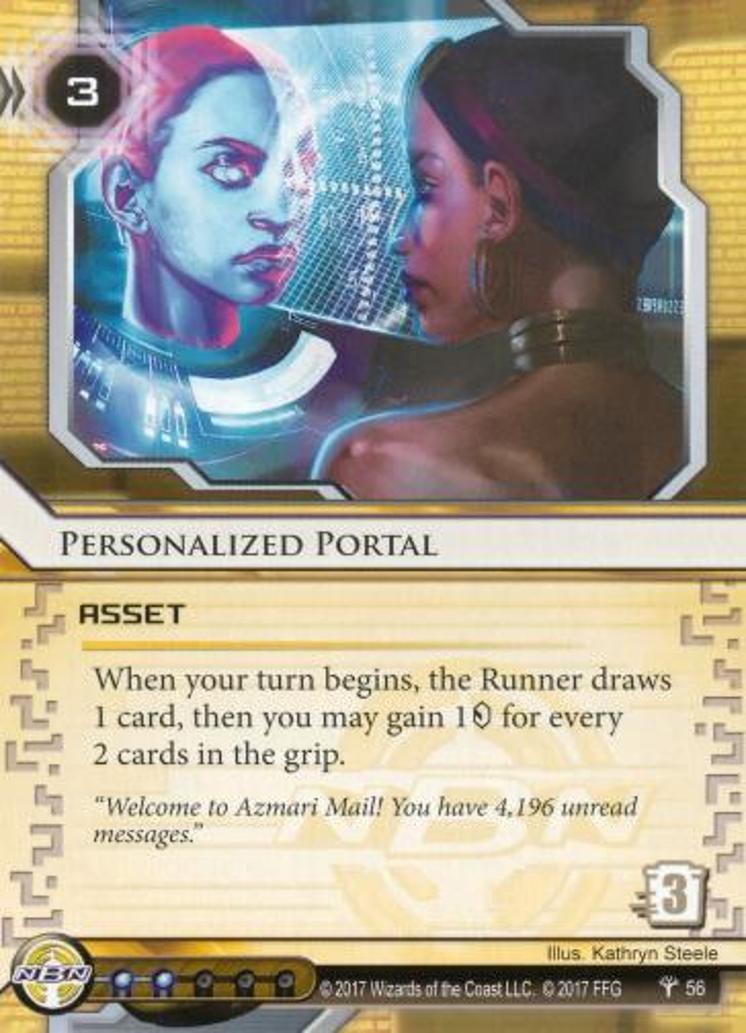 3
PERSONALIZED PORTAL
ASSET
When your turn begins, the Runner draws
1 card, then you may gain 1 for every
2 cards in the grip.
“Welcome to Azmari Mail! You have 4,196 unread
messages.”
3
Illus. Kathryn Steele
NBN
© 2017 Wizards of the Coast LLC. © 2017 FFG
56